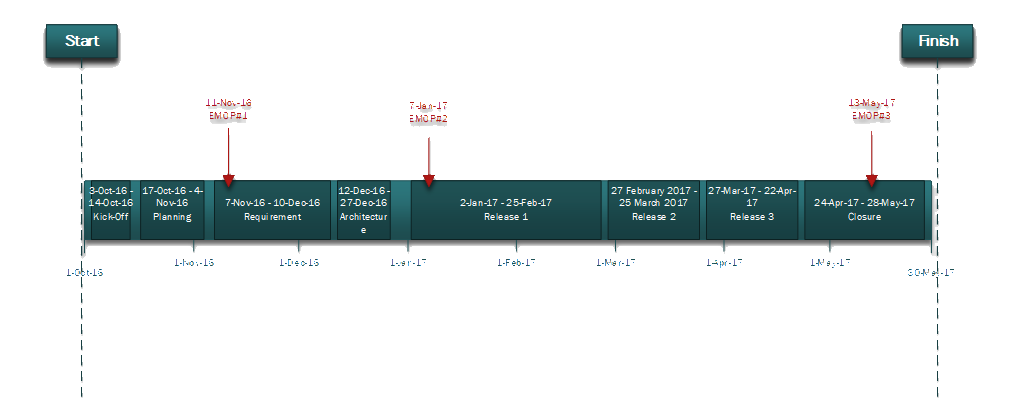 Start
Finish
11-Nov-16
EMOP#1
7-Jan-17
EMOP#2
13-May-17
EMOP#3
3-Oct-16 -
14-Oct-16
Kick-Off
17-Oct-16 - 4-
Nov-16
Planning
7-Nov-16 - 10-Dec-16
Requirement
12-Dec-16 -
27-Dec-16
Architectur
e
2-Jan-17 - 25-Feb-17
Release 1
27 February 2017 -
25 March 2017
Release 2
27-Mar-17 - 22-Apr-
17
Release 3
24-Apr-17 - 28-May-17
Closure
1-Oct-16
1-Nov-16
1-Dec-16
1-Jan-17
1-Feb-17
1-Mar-17
1-Apr-17
1-May-17
30-May-17